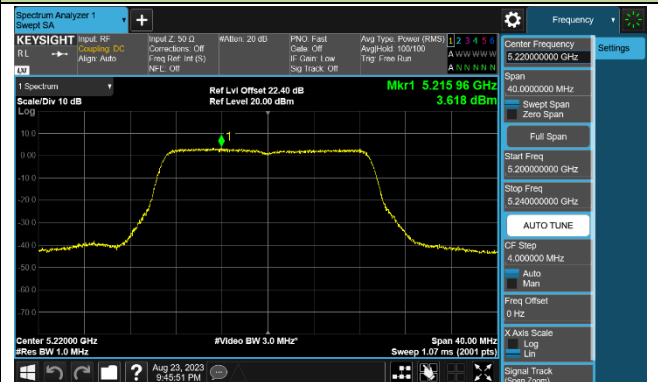 Spectrum Analyzer 1
Swept SA
Frequency
KEYSIGHT
RL
LXI
Input: RF
Coupling: DC
Align: Auto
Input Z: 50 Ω
Corrections: Off
Freq Ref: Int (S)
NFE: Off
#Atten: 20 dB
PNO: Fast
Gate: Off
IF Gain: Low
Sig Track: Off
Avg Type: Power (RMS)
Avg|Hold: 100/100
Trig: Free Run
1 2 3 4 5 6
A W W W W W
A N N N N N
1 Spectrum
Scale/Div 10 dB
Log
Ref Lvl Offset 22.40 dB
Ref Level 20.00 dBm
Mkr1 5.215 96 GHz
3.618 dBm
1
10.0
0.00
-10.0
-20.0
-30.0
-40.0
-50.0
-60.0
-70.0
Center 5.22000 GHz
#Res BW 1.0 MHz
#Video BW 3.0 MHz*
Span 40.00 MHz
Sweep 1.07 ms (2001 pts)
Aug 23, 2023
9:45:51 PM
Center Frequency
5.220000000 GHz
Settings
Span
40.0000000 MHz
Swept Span
Zero Span
Full Span
Start Freq
5.200000000 GHz
Stop Freq
5.240000000 GHz
AUTO TUNE
CF Step
4.000000 MHz
Auto
Man
Freq Offset
0 Hz
X Axis Scale
Log
Lin
Signal Track
(Span Zoom)